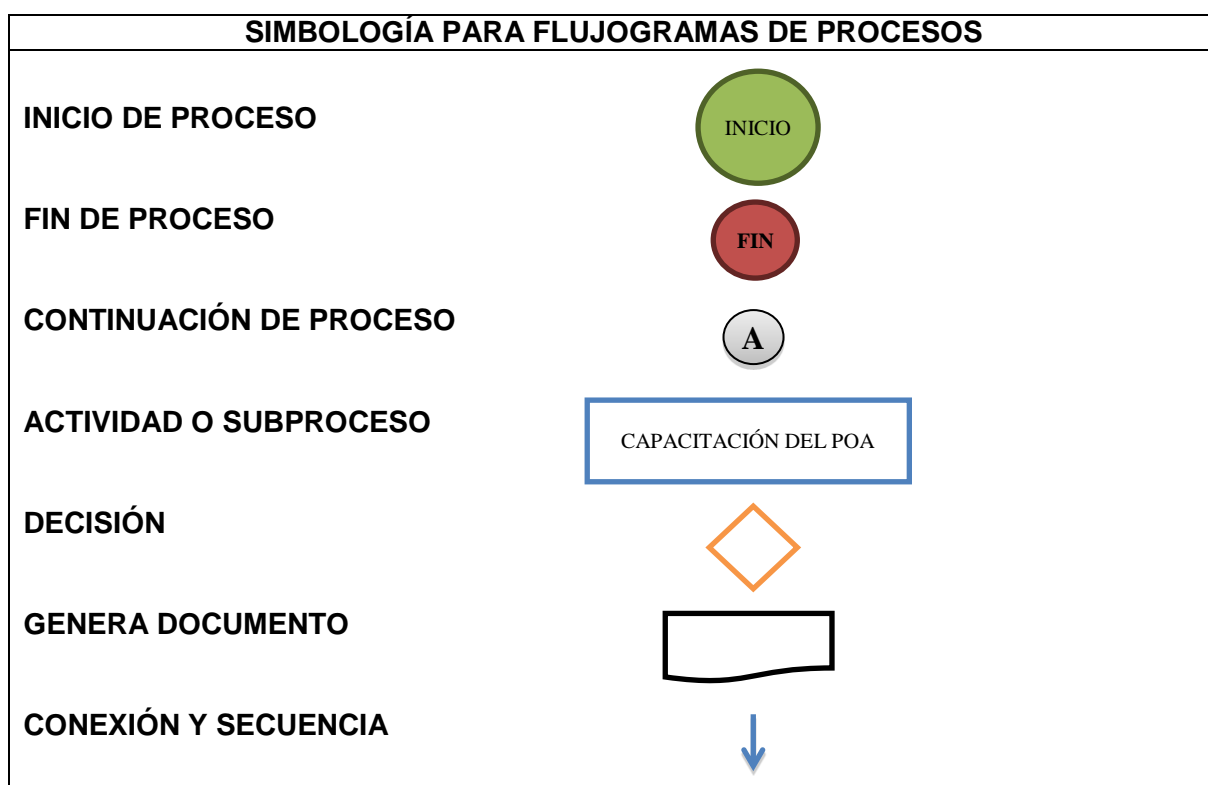 SIMBOLOGÍA PARA FLUJOGRAMAS DE PROCESOS
INICIO DE PROCESO
INICIO
FIN DE PROCESO
FIN
CONTINUACIÓN DE PROCESO
A
ACTIVIDAD O SUBPROCESO
CAPACITACIÓN DEL POA
DECISIÓN
GENERA DOCUMENTO
CONEXIÓN Y SECUENCIA